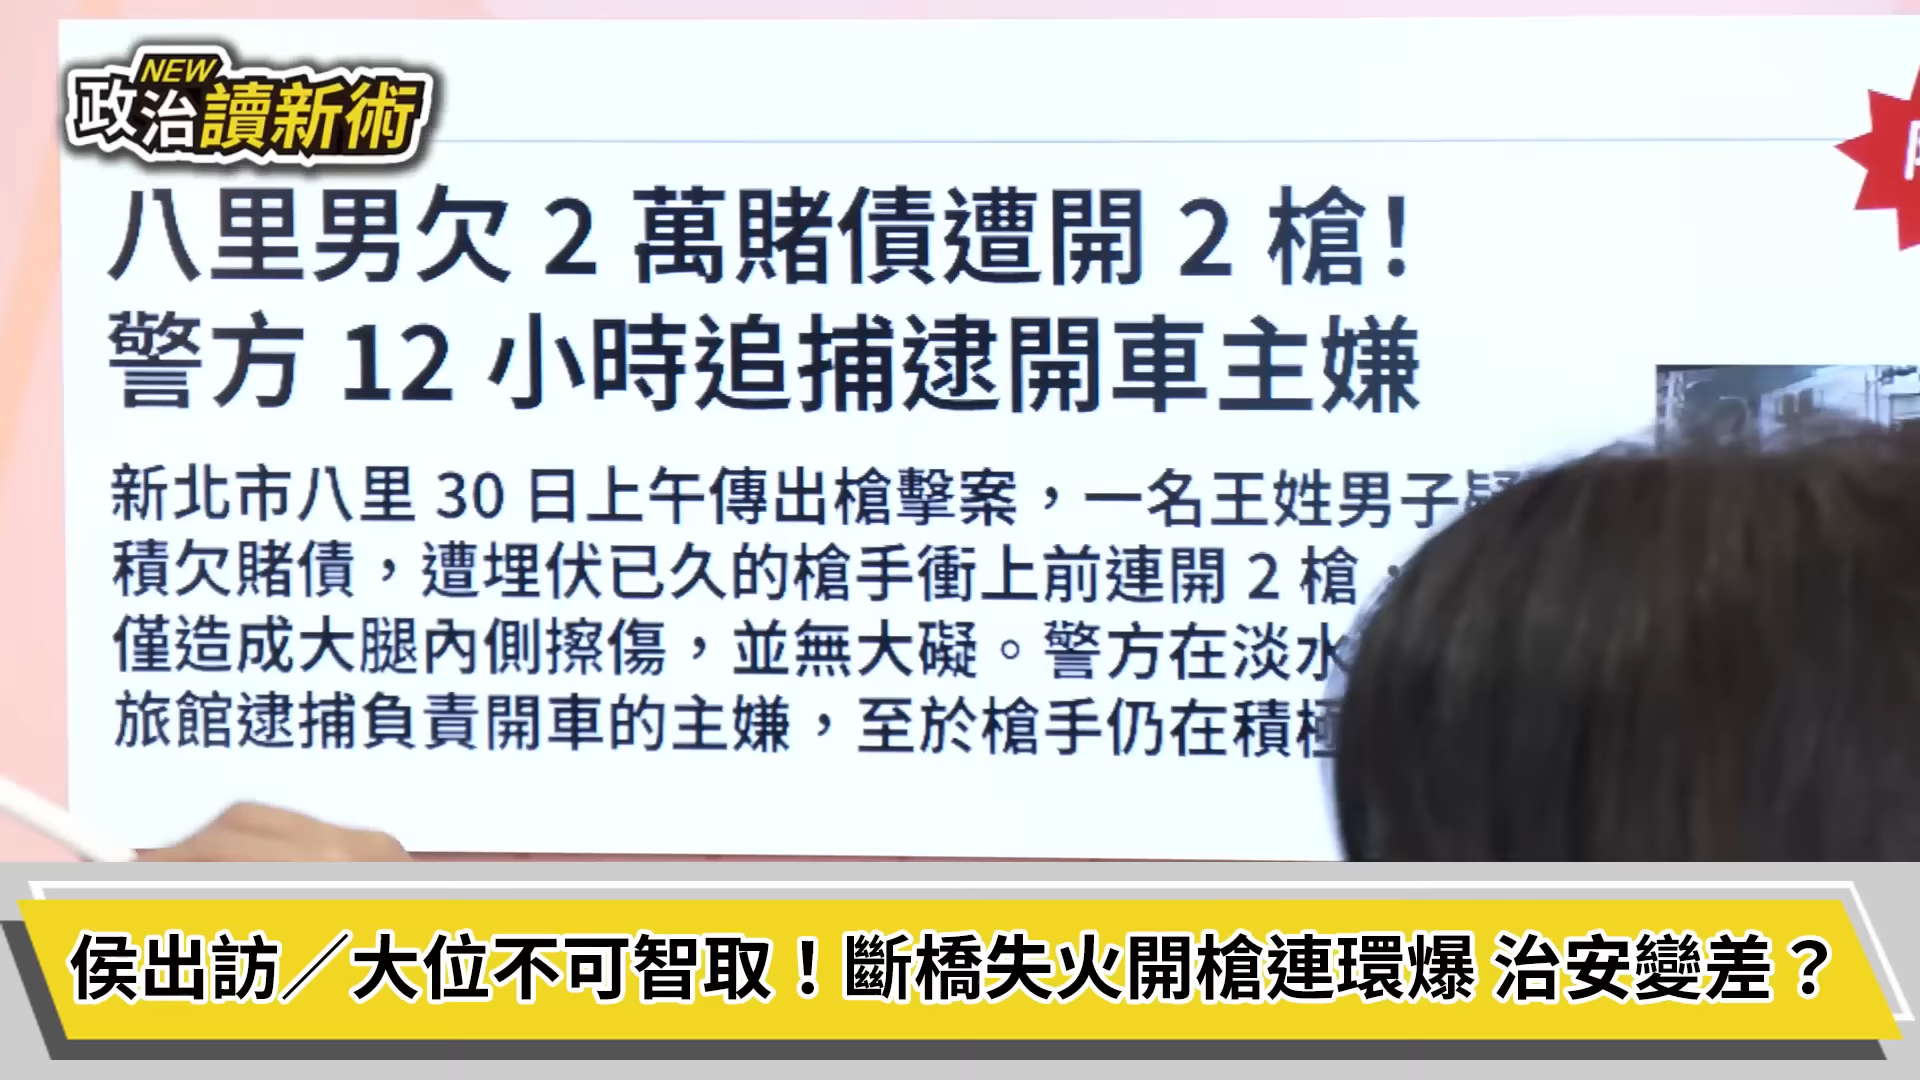 NEW
政治讀新術
八里男欠 2 萬賭債遭開 2 槍!
警方 12 小時追捕逮開車主嫌
新北市八里 30 日上午傳出槍擊案，一名王姓男子疑
積欠賭債，遭埋伏已久的槍手衝上前連開 2 槍，
僅造成大腿內側擦傷，並無大礙。警方在淡水
旅館逮捕負責開車的主嫌，至於槍手仍在積極
侯出訪／大位不可智取！斷橋失火開槍連環爆 治安變差？